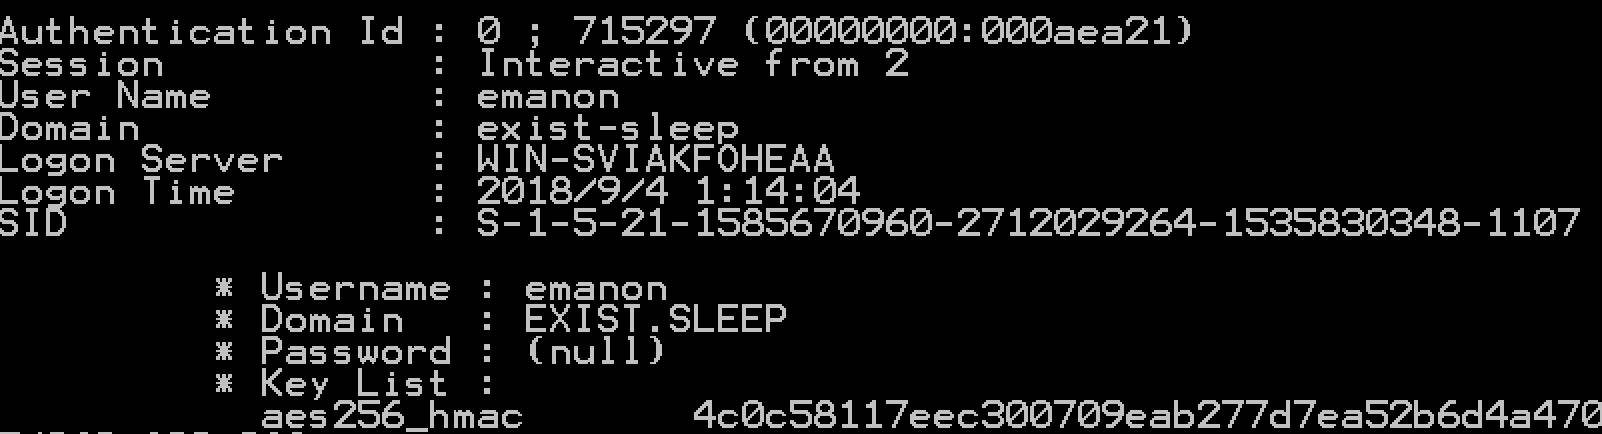 Authentication Id : 0 ; 715297 (00000000:000aea21)
Session           : Interactive from 2
User Name         : emanon
Domain            : exist-sleep
Logon Server      : WIN-SVIAKFOHEAA
Logon Time        : 2018/9/4 1:14:04
SID               : S-1-5-21-1585670960-2712029264-1535830348-1107
* Username : emanon
* Domain   : EXIST.SLEEP
* Password : (null)
* Key List :
aes256_hmac       4c0c58117eec300709eab277d7ea52b6d4a470